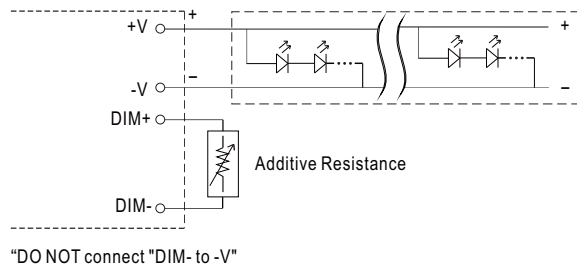 +V
+
+
-V
–
–
DIM+
Additive Resistance
DIM-
“DO NOT connect "DIM- to -V"